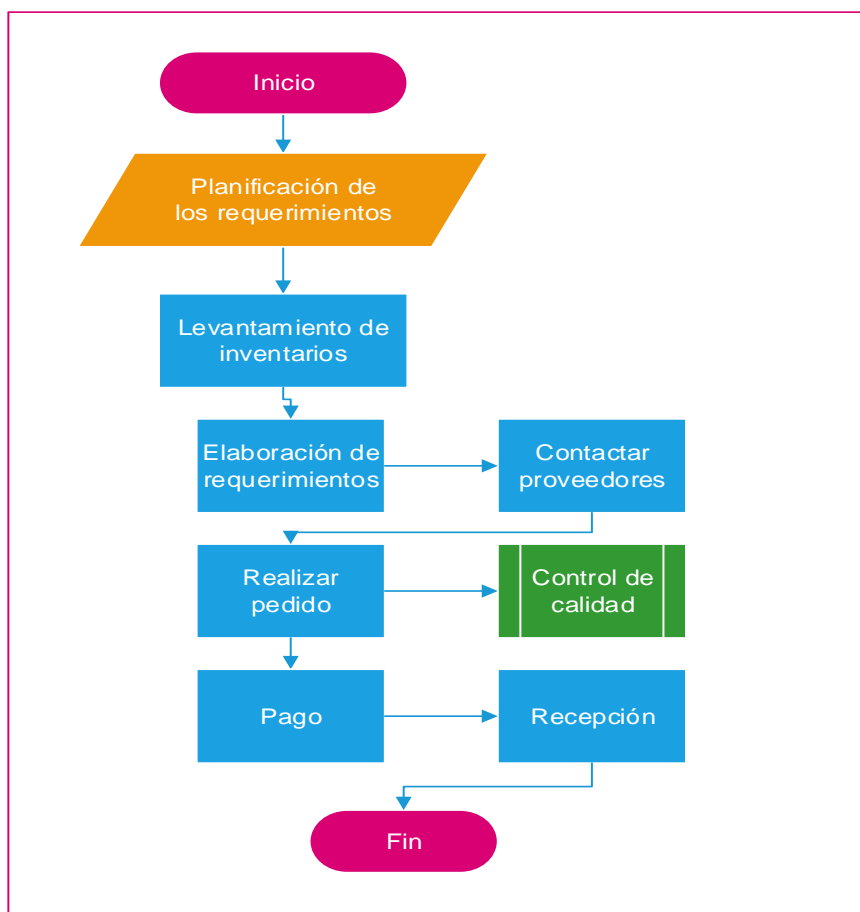 Inicio
Planificación de
los requerimientos
Levantamiento de
inventarios
Elaboración de
requerimientos
Contactar
proveedores
Realizar
pedido
Control de
calidad
Pago
Recepción
Fin